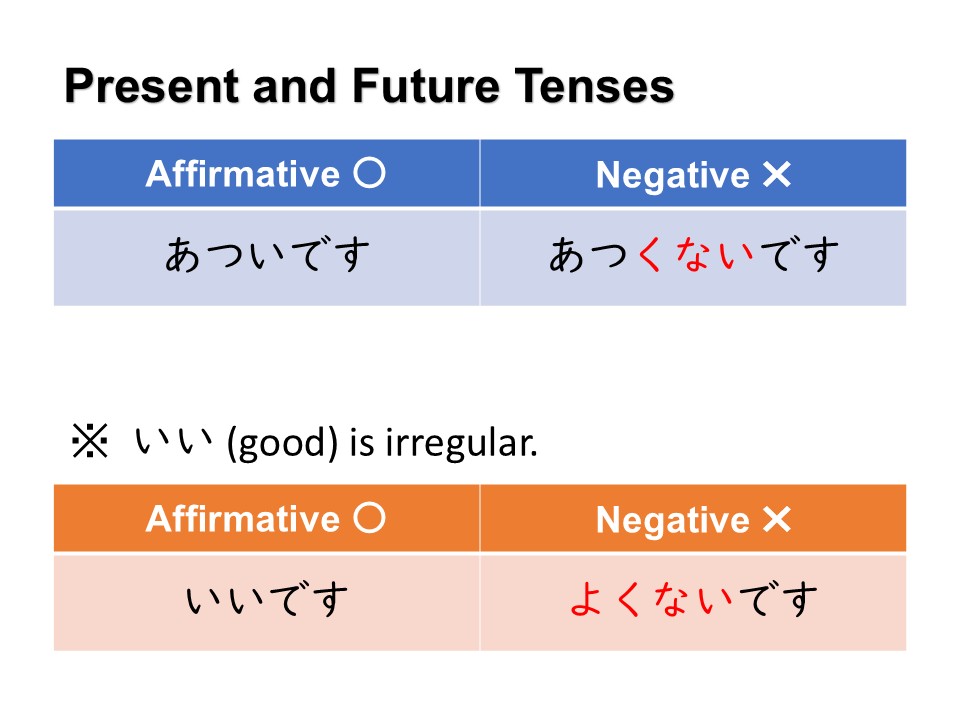 Present and Future Tenses
Affirmative 〇 Negative ×
あついです あつくないです
※ いい (good) is irregular.
Affirmative 〇 Negative ×
いいです よくないです